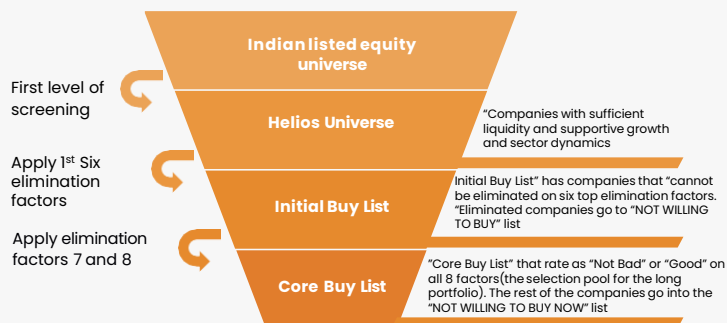 Indian listed equity
universe
First level of
screening
Helios Universe
“Companies with sufficient
liquidity and supportive growth
and sector dynamics
Apply 1st Six
elimination
factors
Initial Buy List
Initial Buy List” has companies that “cannot
be eliminated on six top elimination factors.
“Eliminated companies go to “NOT WILLING
TO BUY” list
Apply elimination
factors 7 and 8
Core Buy List
“Core Buy List” that rate as “Not Bad” or “Good” on
all 8 factors(the selection pool for the long
portfolio). The rest of the companies go into the
“NOT WILLING TO BUY NOW” list